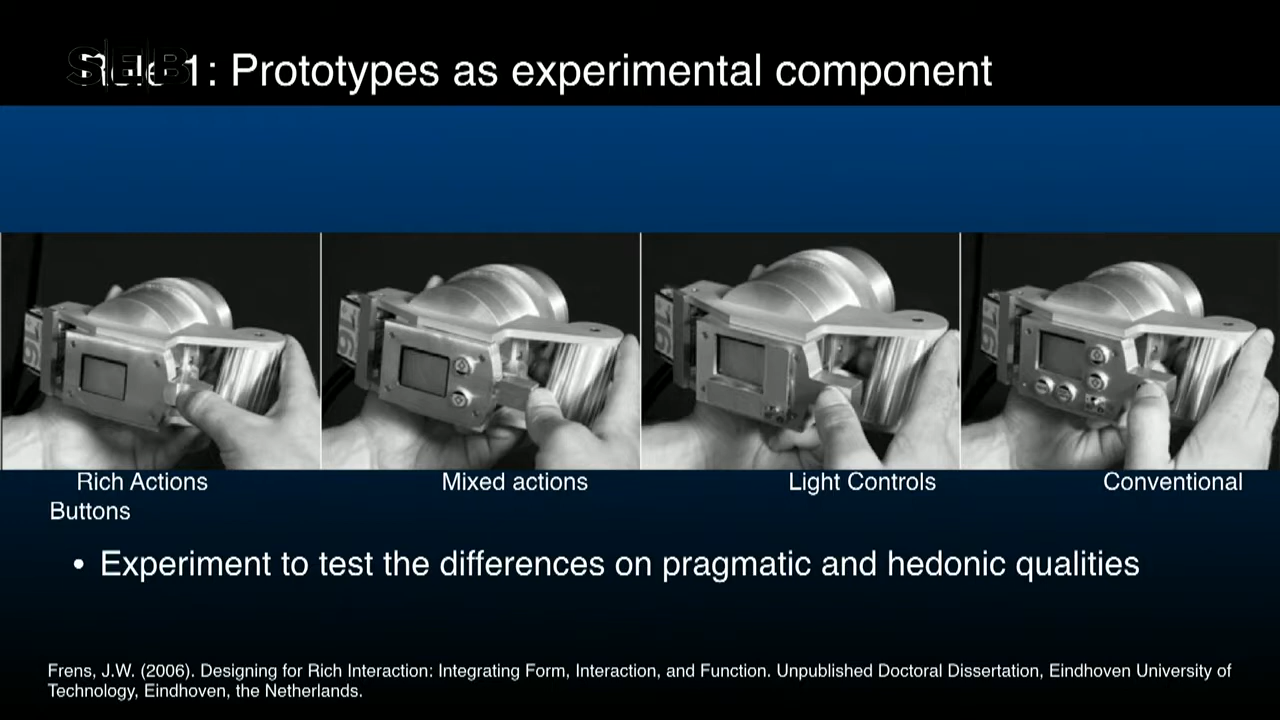 Role 1: Prototypes as experimental component
SEB
Rich Actions Mixed actions Light Controls Conventional
Buttons
• Experiment to test the differences on pragmatic and hedonic qualities
Frens, J.W. (2006). Designing for Rich Interaction: Integrating Form, Interaction, and Function. Unpublished Doctoral Dissertation, Eindhoven University of
Technology, Eindhoven, the Netherlands.